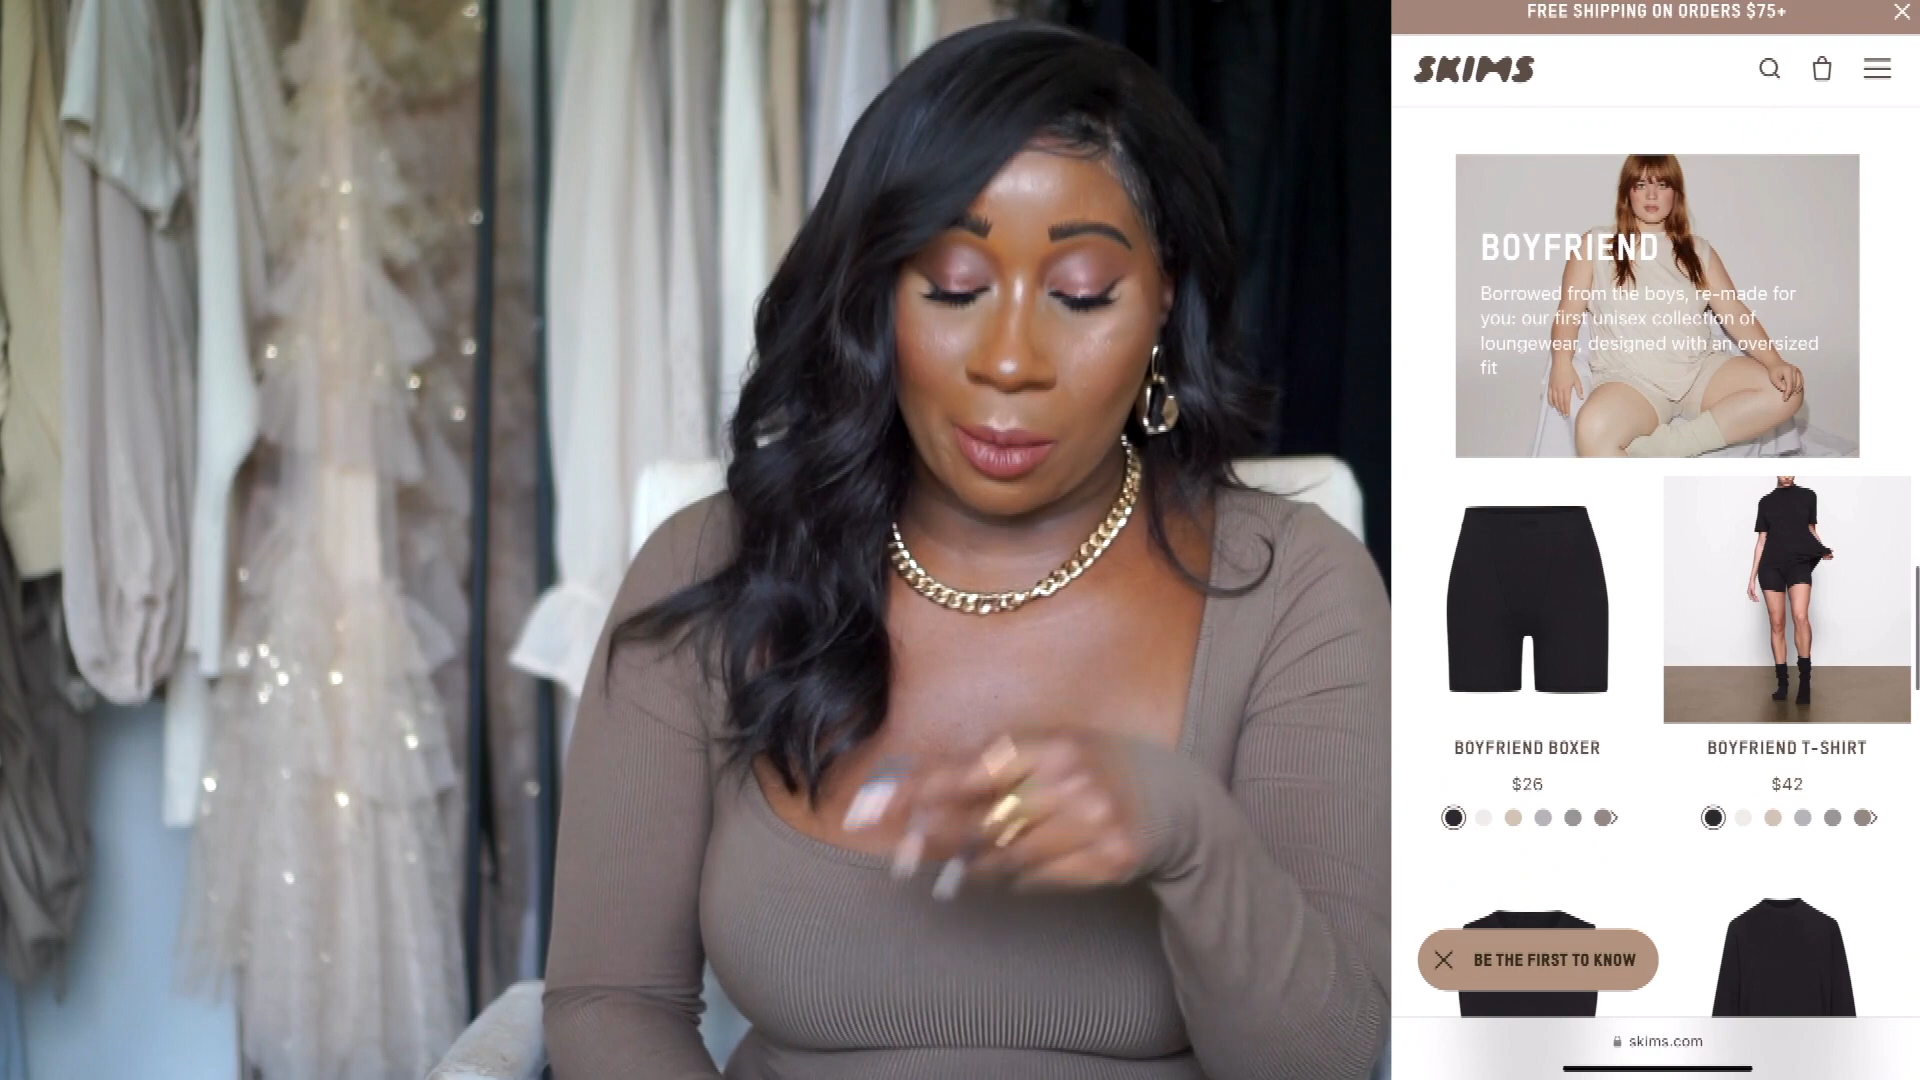 FREE SHIPPING ON ORDERS $75+
SKIMS
BOYFRIEND
Borrowed from the boys, re-made for
you: our first unisex collection of
loungewear, designed with an oversized
fit
BOYFRIEND BOXER
BOYFRIEND T-SHIRT
$26
$42
BE THE FIRST TO KNOW
skims.com